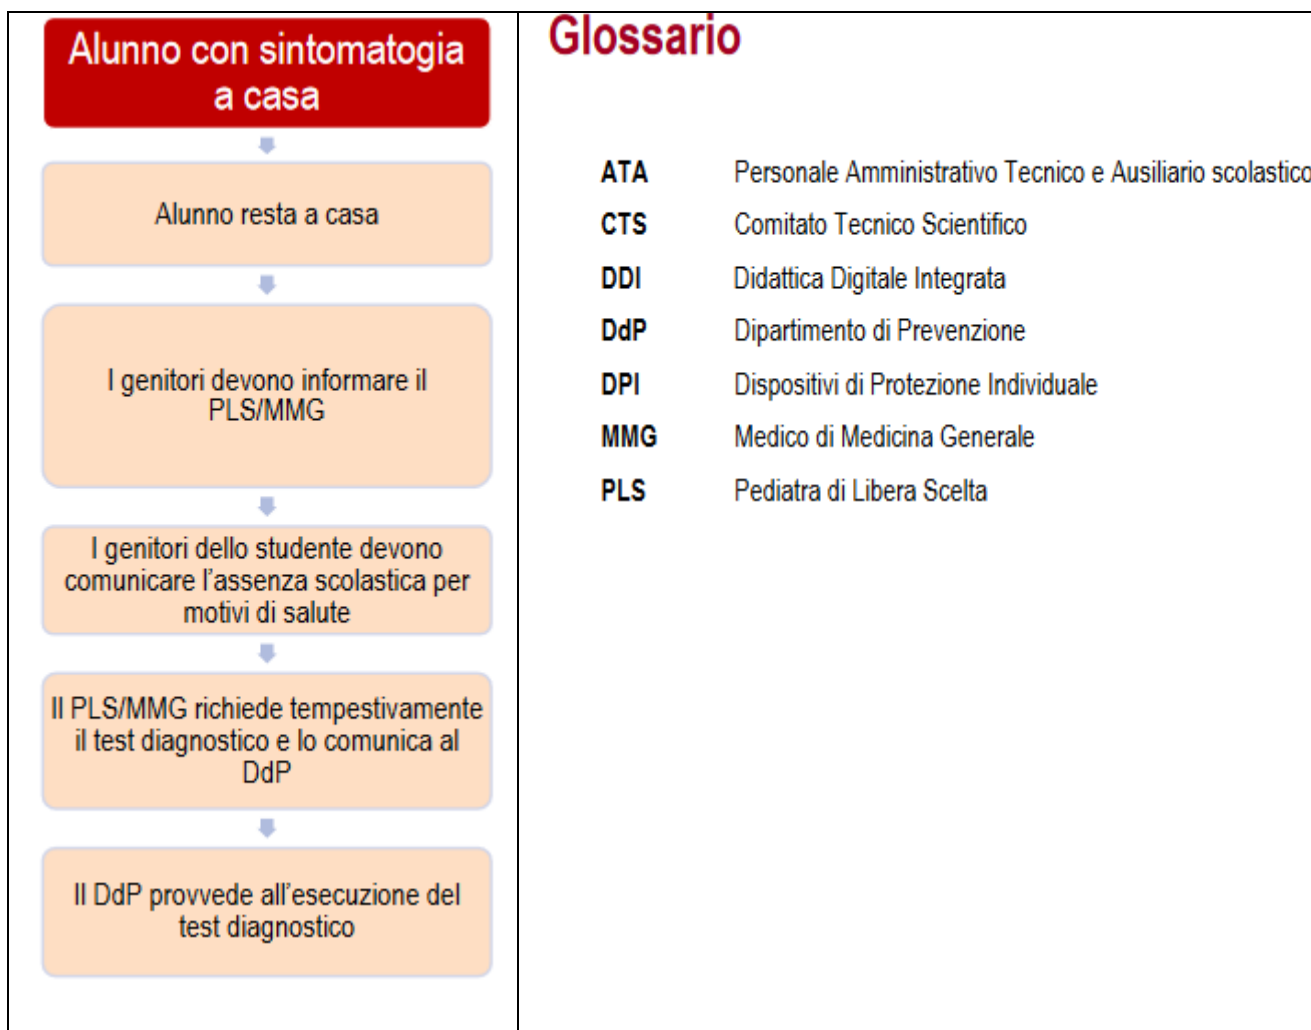 Alunno con sintomatogia
a casa
Alunno resta a casa
I genitori devono informare il
PLS/MMG
I genitori dello studente devono
comunicare l'assenza scolastica per
motivi di salute
Il PLS/MMG richiede tempestivamente
il test diagnostico e lo comunica al
DdP
Il DdP provvede all'esecuzione del
test diagnostico
Glossario
ATA Personale Amministrativo Tecnico e Ausiliario scolastico
CTS Comitato Tecnico Scientifico
DDI Didattica Digitale Integrata
DdP Dipartimento di Prevenzione
DPI Dispositivi di Protezione Individuale
MMG Medico di Medicina Generale
PLS Pediatra di Libera Scelta